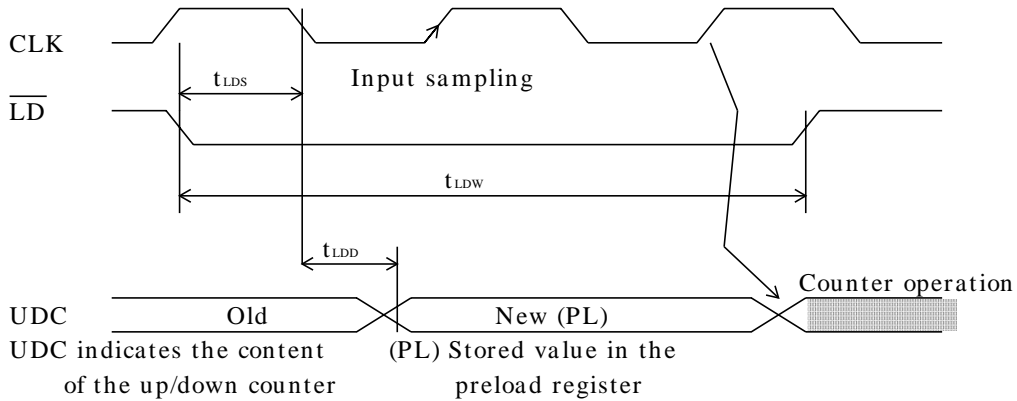 CLK
Input sampling
tLDS
LD
tLDW
tLDD
Counter operation
UDC
Old
New (PL)
UDC indicates the content
of the up/down counter
(PL) Stored value in the
preload register